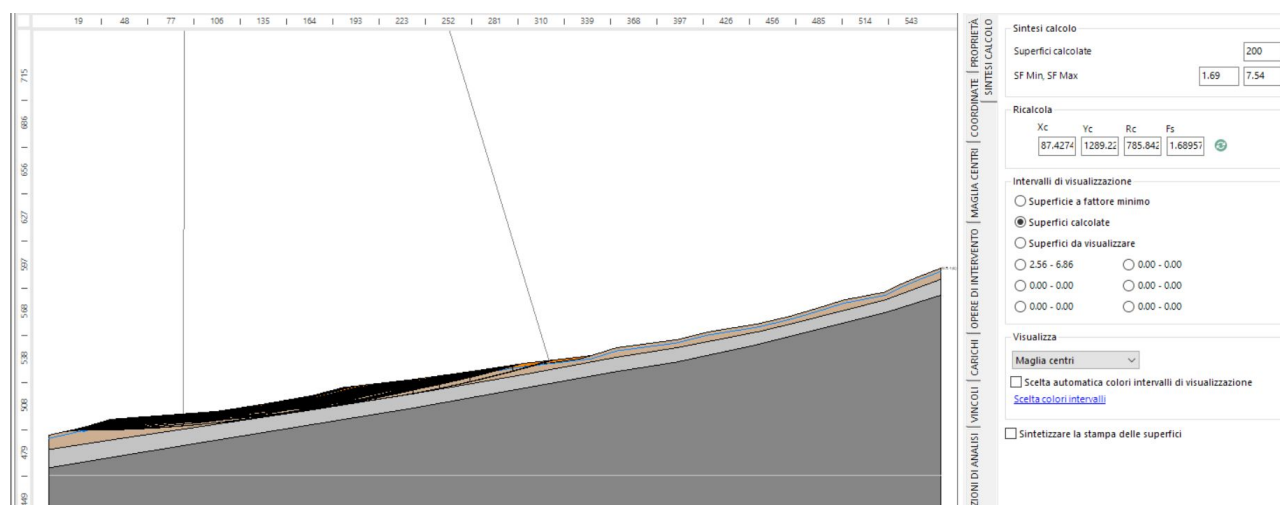 19 | 48 | 77 | 106 | 135 | 164 | 193 | 223 | 252 | 281 | 310 | 339 | 368 | 397 | 426 | 456 | 485 | 514 | 543
715
686
656
627
597
568
538
508
479
449
PROPRIETÀ
COORDINATE
MAGLIA CENTRI
OPERE DI INTERVENTO
CARICHI
VINCOLI
ZIONI DI ANALISI
SINTESI CALCOLO
Sintesi calcolo
Superfici calcolate 200
SF Min, SF Max 1.69 7.54
Ricalcola
Xc Yc Rc Fs
87.4274 1289.22 785.842 1.68957
Intervalli di visualizzazione
Superficie a fattore minimo
Superfici calcolate
Superfici da visualizzare
2.56 - 6.86 0.00 - 0.00
0.00 - 0.00 0.00 - 0.00
0.00 - 0.00 0.00 - 0.00
Visualizza
Maglia centri
Scelta automatica colori intervalli di visualizzazione
Scelta colori intervalli
Sintetizzare la stampa delle superfici